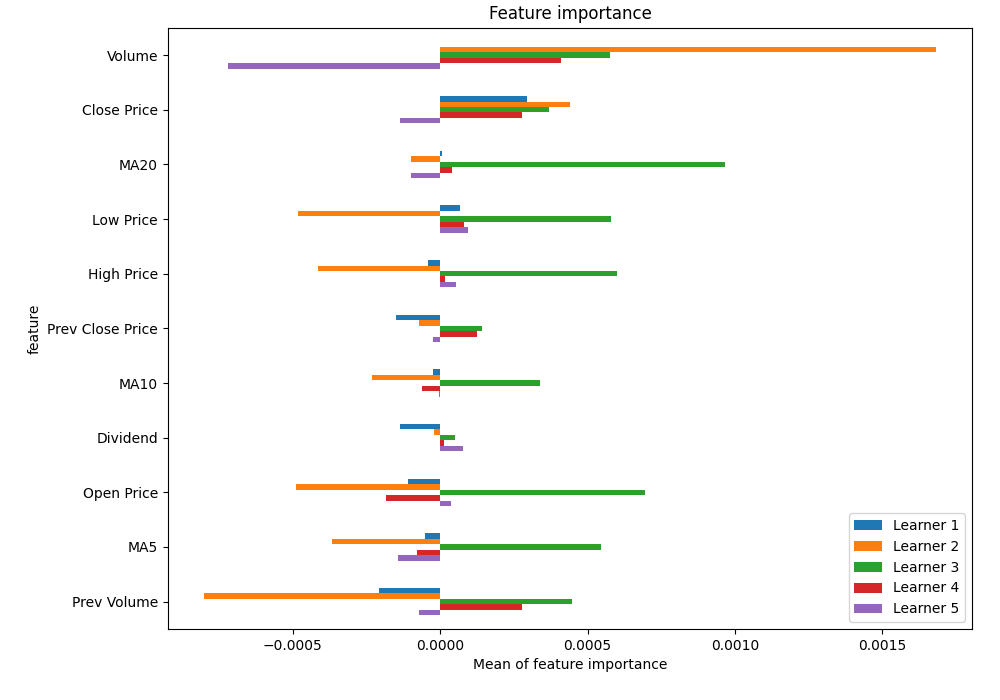 Feature importance
Volume
Close Price
MA20
Low Price
High Price
Prev Close Price
MA10
Dividend
Open Price
MA5
Prev Volume
feature
Learner 1
Learner 2
Learner 3
Learner 4
Learner 5
−0.0005 0.0000 0.0005 0.0010 0.0015
Mean of feature importance